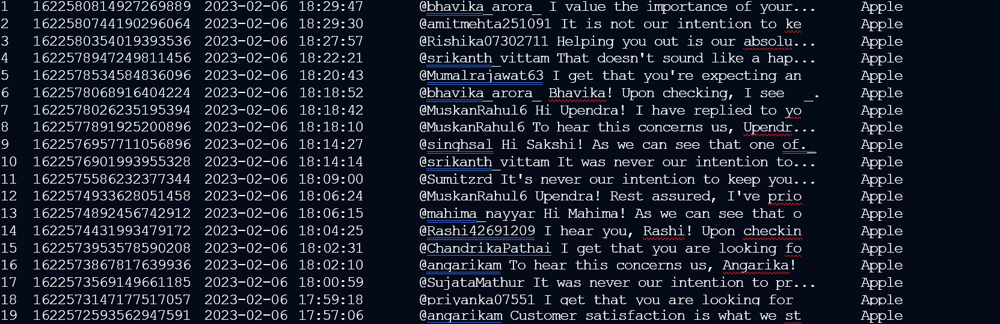 1 1622580814927269889 2023-02-06 18:29:47 @bhavika_arora_ I value the importance of your... Apple
2 1622580744190296064 2023-02-06 18:29:30 @amitmehta251091 It is not our intention to ke Apple
3 1622580354019393536 2023-02-06 18:27:57 @Rishika07302711 Helping you out is our absolu... Apple
4 1622578947249811456 2023-02-06 18:22:21 @srikanth_vittam That doesn't sound like a hap... Apple
5 1622578534584836096 2023-02-06 18:20:43 @Mumalrajawat63 I get that you're expecting an Apple
6 1622578068916404224 2023-02-06 18:18:52 @bhavika_arora_ Bhavika! Upon checking, I see _. Apple
7 1622578026235195394 2023-02-06 18:18:42 @MuskanRahul6 Hi Upendra! I have replied to yo Apple
8 1622577891925200896 2023-02-06 18:18:10 @MuskanRahul6 To hear this concerns us, Upendr... Apple
9 1622576957711056896 2023-02-06 18:14:27 @singhsal Hi Sakshi! As we can see that one of._ Apple
10 1622576901993955328 2023-02-06 18:14:14 @srikanth_vittam It was never our intention to... Apple
11 1622575586232377344 2023-02-06 18:09:00 @Sumitzrd It's never our intention to keep you... Apple
12 1622574933628051458 2023-02-06 18:06:24 @MuskanRahul6 Upendra! Rest assured, I've prio Apple
13 1622574892456742912 2023-02-06 18:06:15 @mahima_nayyar Hi Mahima! As we can see that o Apple
14 1622574431993479172 2023-02-06 18:04:25 @Rashi42691209 I hear you, Rashi! Upon checkin Apple
15 1622573953578590208 2023-02-06 18:02:31 @ChandrikaPathai I get that you are looking fo Apple
16 1622573867817639936 2023-02-06 18:02:10 @angarikam To hear this concerns us, Angarika! Apple
17 1622573569149661185 2023-02-06 18:00:59 @SujataMathur It was never our intention to pr... Apple
18 1622573147177517057 2023-02-06 17:59:18 @priyanka07551 I get that you are looking for Apple
19 1622572593562947591 2023-02-06 17:57:06 @angarikam Customer satisfaction is what we st Apple